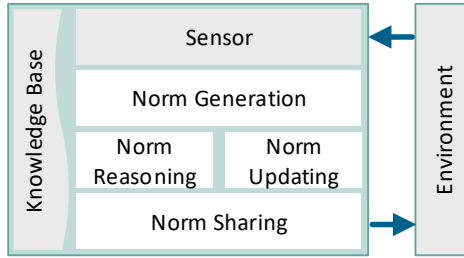 Knowledge Base
Sensor
Norm Generation
Norm
Reasoning
Norm
Updating
Norm Sharing
Environment